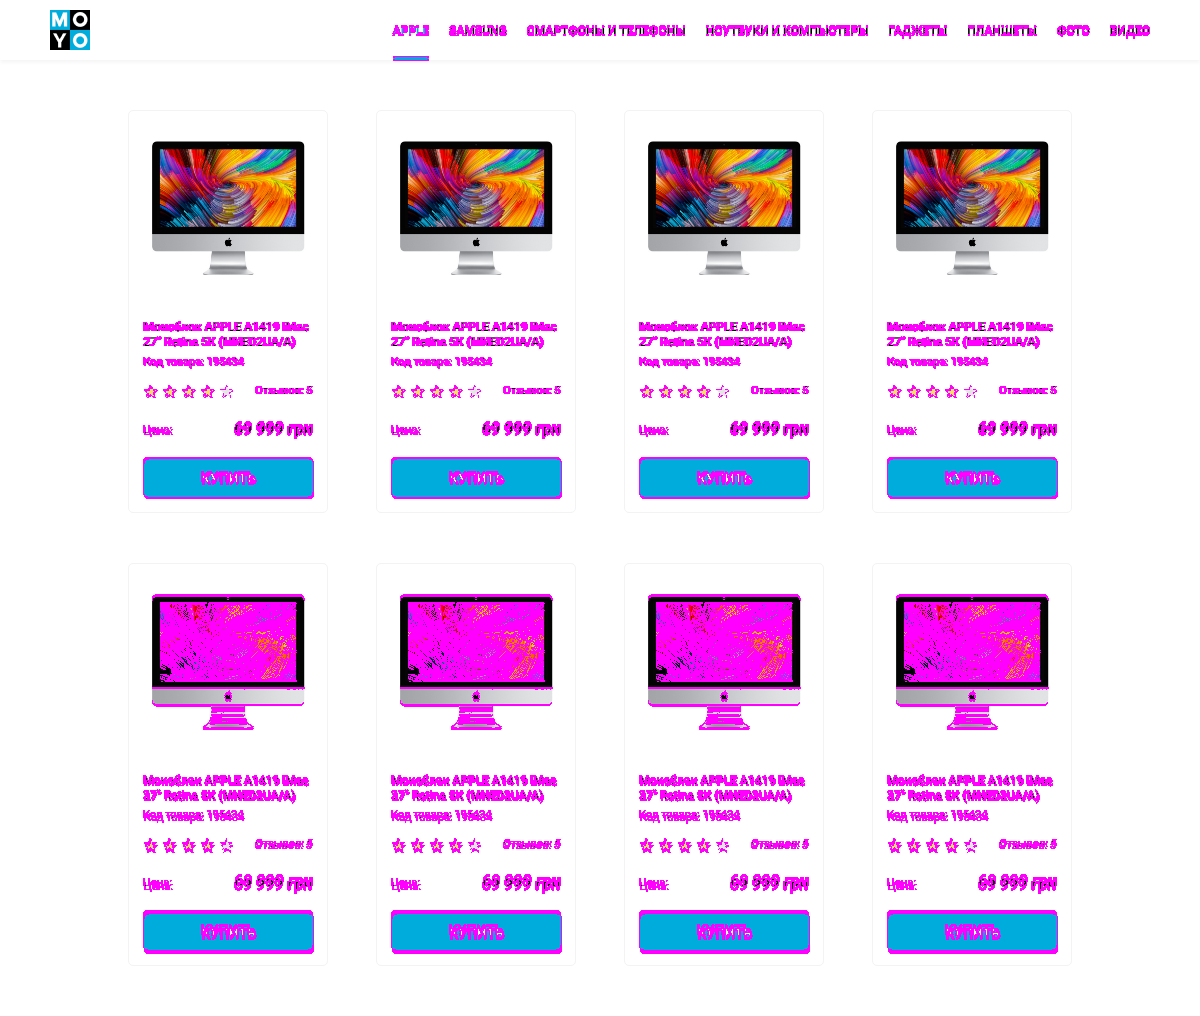 MO
YO
APPLE SAMSUNG СМАРТФОНЫ И ТЕЛЕФОНЫ НОУТБУКИ И КОМПЬЮТЕРЫ ГАДЖЕТЫ ПЛАНШЕТЫ ФОТО ВИДЕО
Моноблок APPLE A1419 iMac
27" Retina 5K (MNED2UA/A)
Код товара: 195434
Отзывов: 5
Цена: 69 999 грн
КУПИТЬ
Моноблок APPLE A1419 iMac
27" Retina 5K (MNED2UA/A)
Код товара: 195434
Отзывов: 5
Цена: 69 999 грн
КУПИТЬ
Моноблок APPLE A1419 iMac
27" Retina 5K (MNED2UA/A)
Код товара: 195434
Отзывов: 5
Цена: 69 999 грн
КУПИТЬ
Моноблок APPLE A1419 iMac
27" Retina 5K (MNED2UA/A)
Код товара: 195434
Отзывов: 5
Цена: 69 999 грн
КУПИТЬ
Моноблок APPLE A1419 iMac
27" Retina 5K (MNED2UA/A)
Код товара: 195434
Отзывов: 5
Цена: 69 999 грн
КУПИТЬ
Моноблок APPLE A1419 iMac
27" Retina 5K (MNED2UA/A)
Код товара: 195434
Отзывов: 5
Цена: 69 999 грн
КУПИТЬ
Моноблок APPLE A1419 iMac
27" Retina 5K (MNED2UA/A)
Код товара: 195434
Отзывов: 5
Цена: 69 999 грн
КУПИТЬ
Моноблок APPLE A1419 iMac
27" Retina 5K (MNED2UA/A)
Код товара: 195434
Отзывов: 5
Цена: 69 999 грн
КУПИТЬ